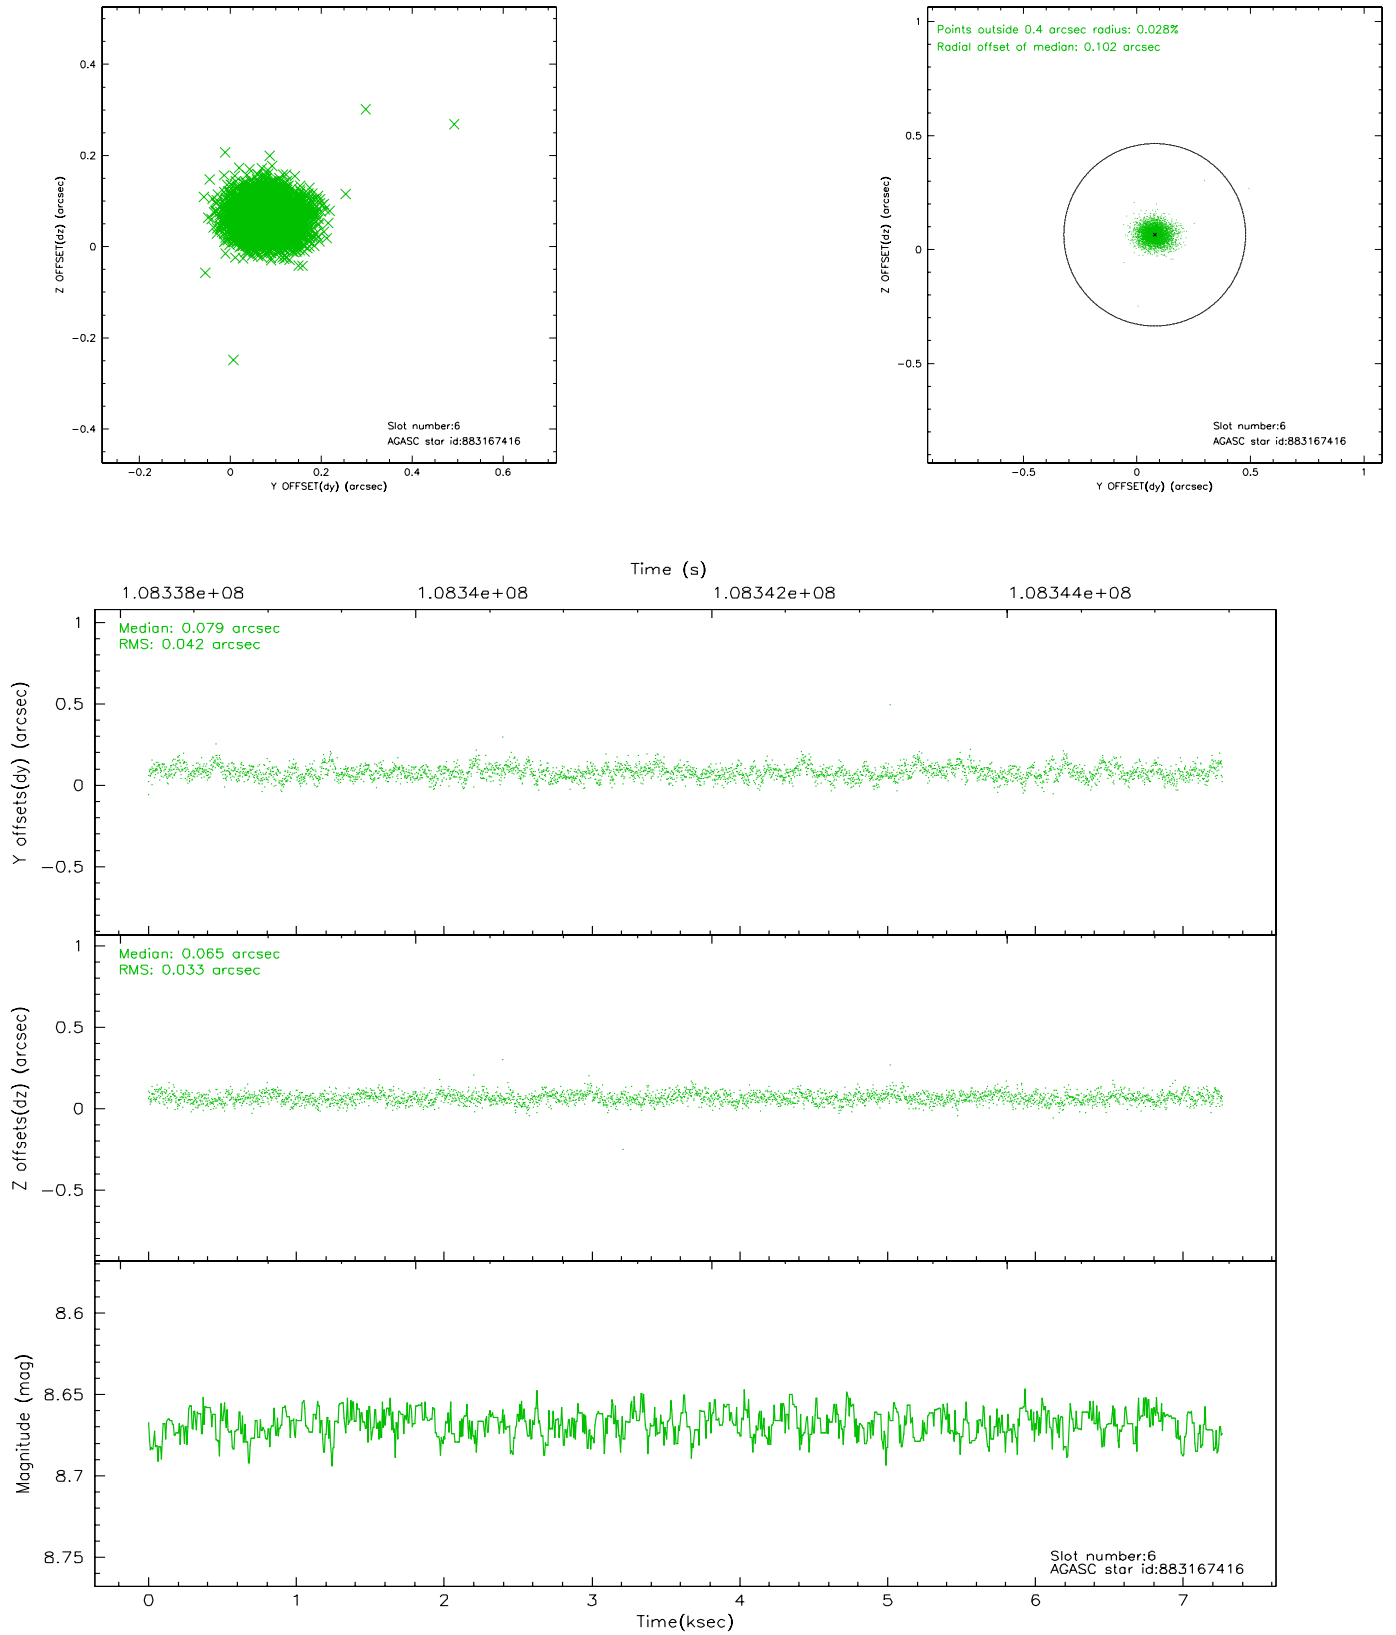 0.4
0.2
0
−0.2
−0.4
Z OFFSET(dz) (arcsec)
Slot number:6
AGASC star id:883167416
−0.2 0 0.2 0.4 0.6
Y OFFSET(dy) (arcsec)
Points outside 0.4 arcsec radius: 0.028%
Radial offset of median: 0.102 arcsec
1
0.5
0
−0.5
Z OFFSET(dz) (arcsec)
Slot number:6
AGASC star id:883167416
−0.5 0 0.5 1
Y OFFSET(dy) (arcsec)
Time (s)
1.08338e+08 1.0834e+08 1.08342e+08 1.08344e+08
Median: 0.079 arcsec
RMS: 0.042 arcsec
1
0.5
0
−0.5
Y offsets(dy) (arcsec)
Median: 0.065 arcsec
RMS: 0.033 arcsec
1
0.5
0
−0.5
Z offsets(dz) (arcsec)
8.6
8.65
8.7
8.75
Magnitude (mag)
Slot number:6
AGASC star id:883167416
0 1 2 3 4 5 6 7
Time(ksec)